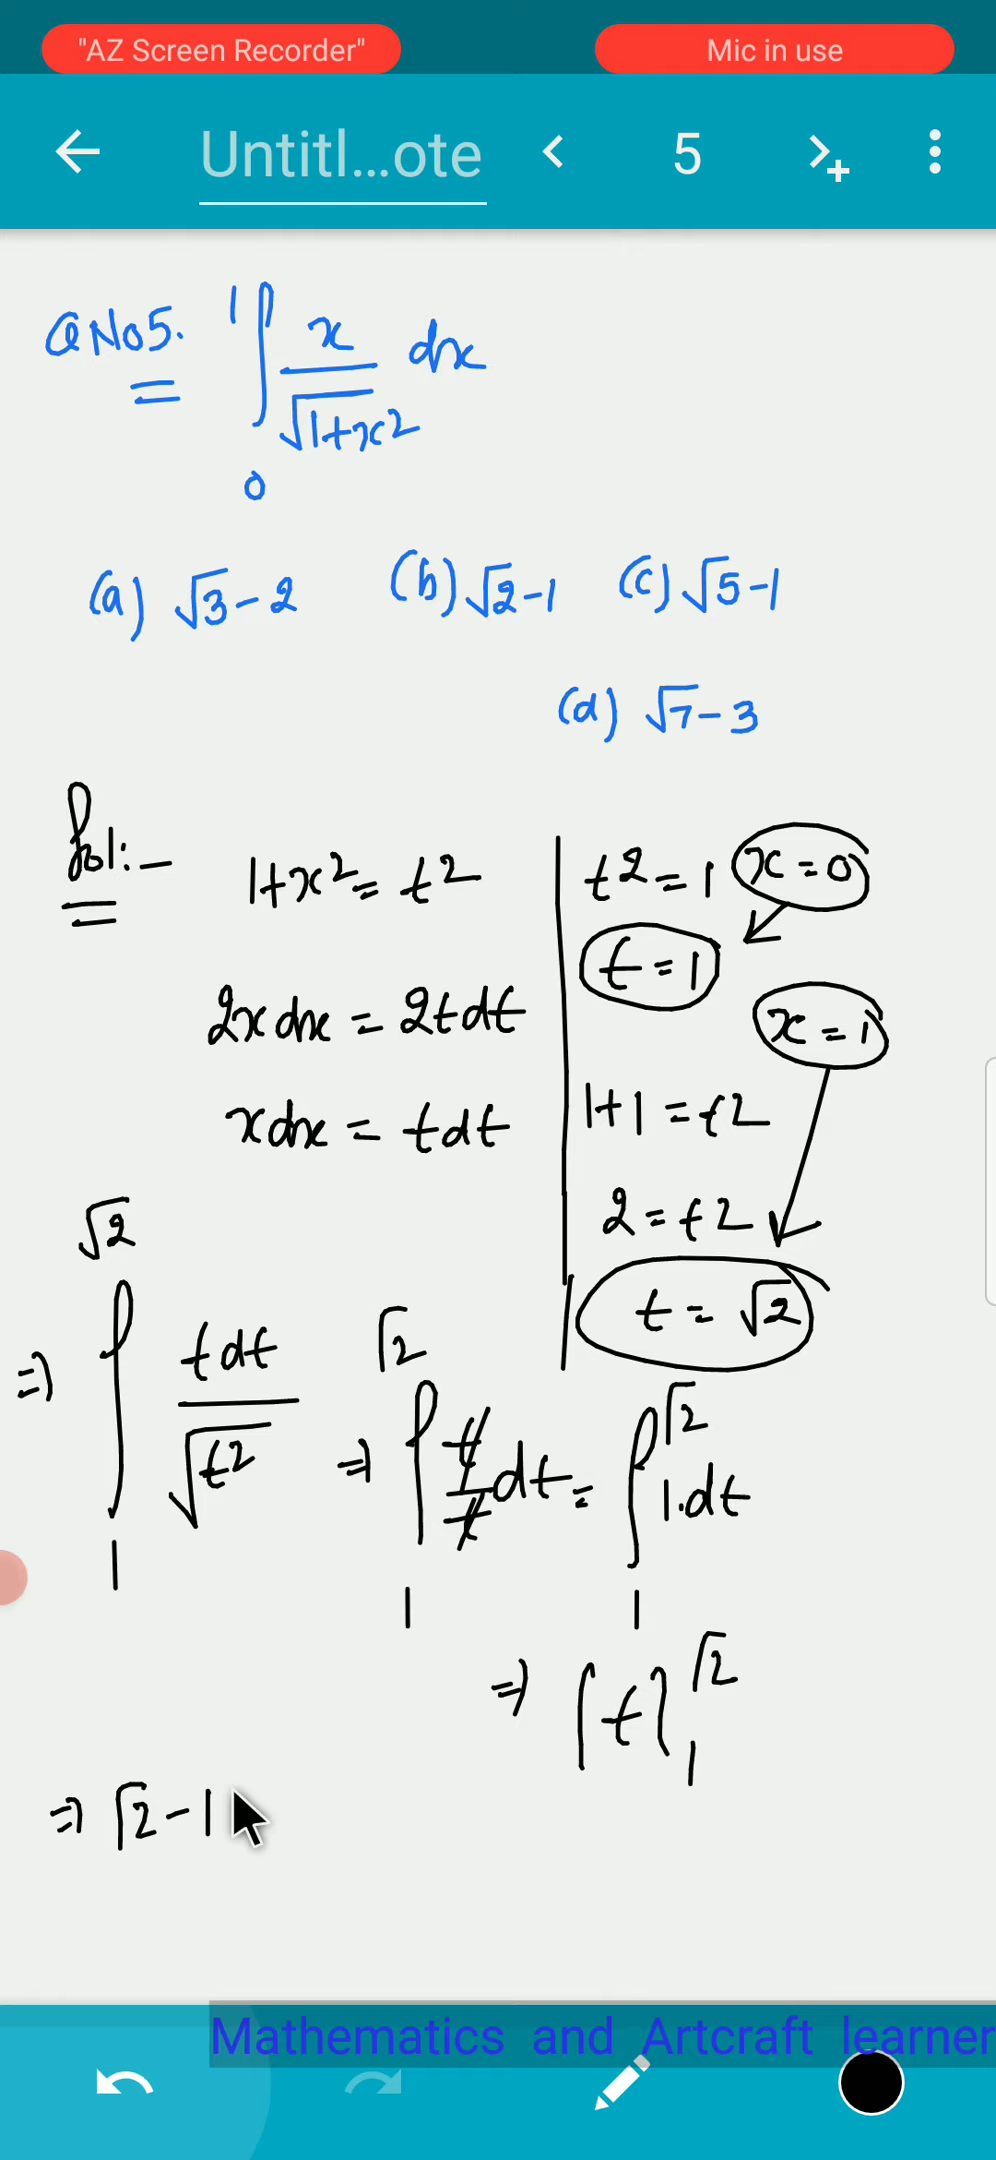 "AZ Screen Recorder" Mic in use
Untitl...ote < 5 >+
Q No 5. ∫₀¹ x/√1+x² dx
(a) √3-2 (b) √2-1 (c) √5-1
(d) √7-3
Sol:-
1+x² = t²
2x dx = 2t dt
x dx = t dt
t² = 1 x = 0
t = 1
x = 1
1+1 = t2
2 = t2
t = √2
⇒ ∫₁^√2 t dt/√t² ⇒ ∫₁^√2 t/t dt = ∫₁^√2 1.dt
⇒ [t]₁^√2
⇒ √2-1
Mathematics and Artcraft learner